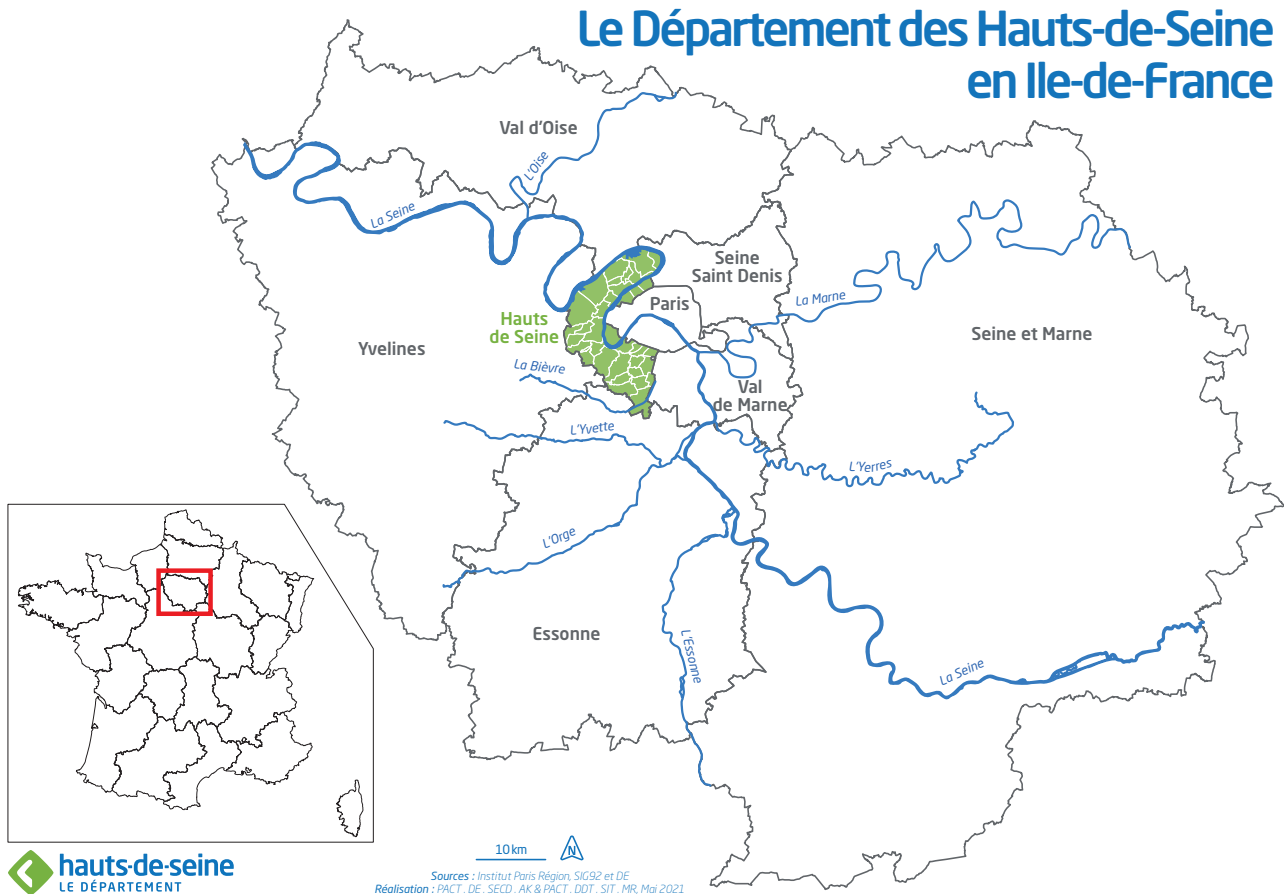 Le Département des Hauts-de-Seine
en Ile-de-France
Val d'Oise
L'Oise
La Seine
Seine
Saint Denis
Paris
La Marne
Hauts
de Seine
Yvelines
Seine et Marne
La Bièvre
Val
de Marne
L'Yvette
L'Yerres
L'Orge
Essonne
L'Essonne
La Seine
10 km
N
hauts-de-seine
LE DÉPARTEMENT
Sources : Institut Paris Région, SIG92 et DE
Réalisation : PACT . DE . SECD . AK & PACT . DDT . SIT . MR, Mai 2021